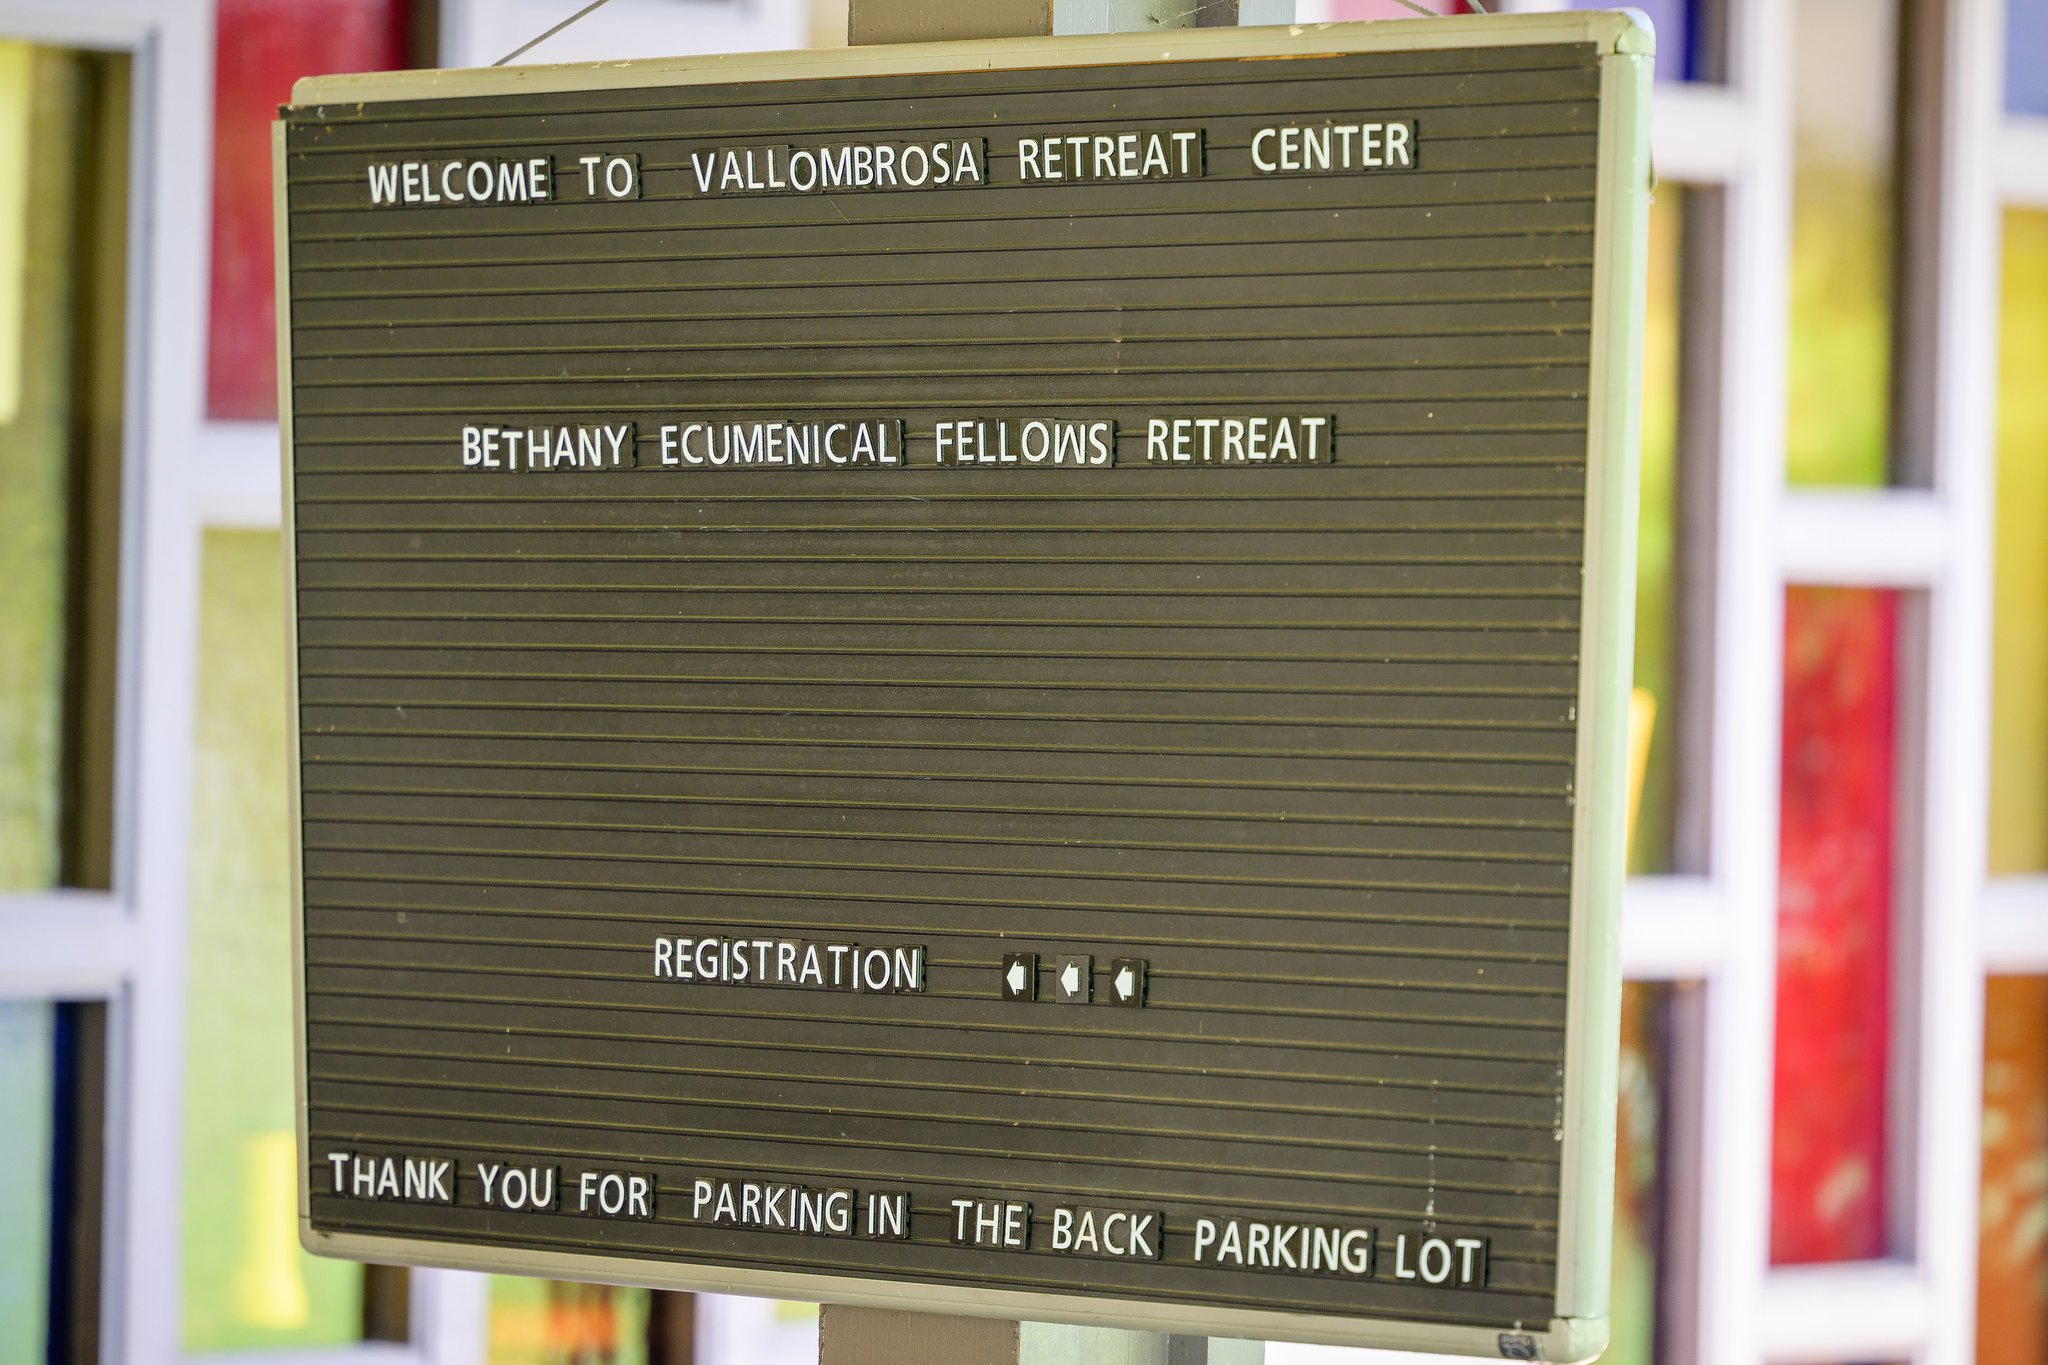 WELCOME TO VALLOMBROSA RETREAT CENTER
BETHANY ECUMENICAL FELLOWS RETREAT
REGISTRATION
THANK YOU FOR PARKING IN THE BACK PARKING LOT